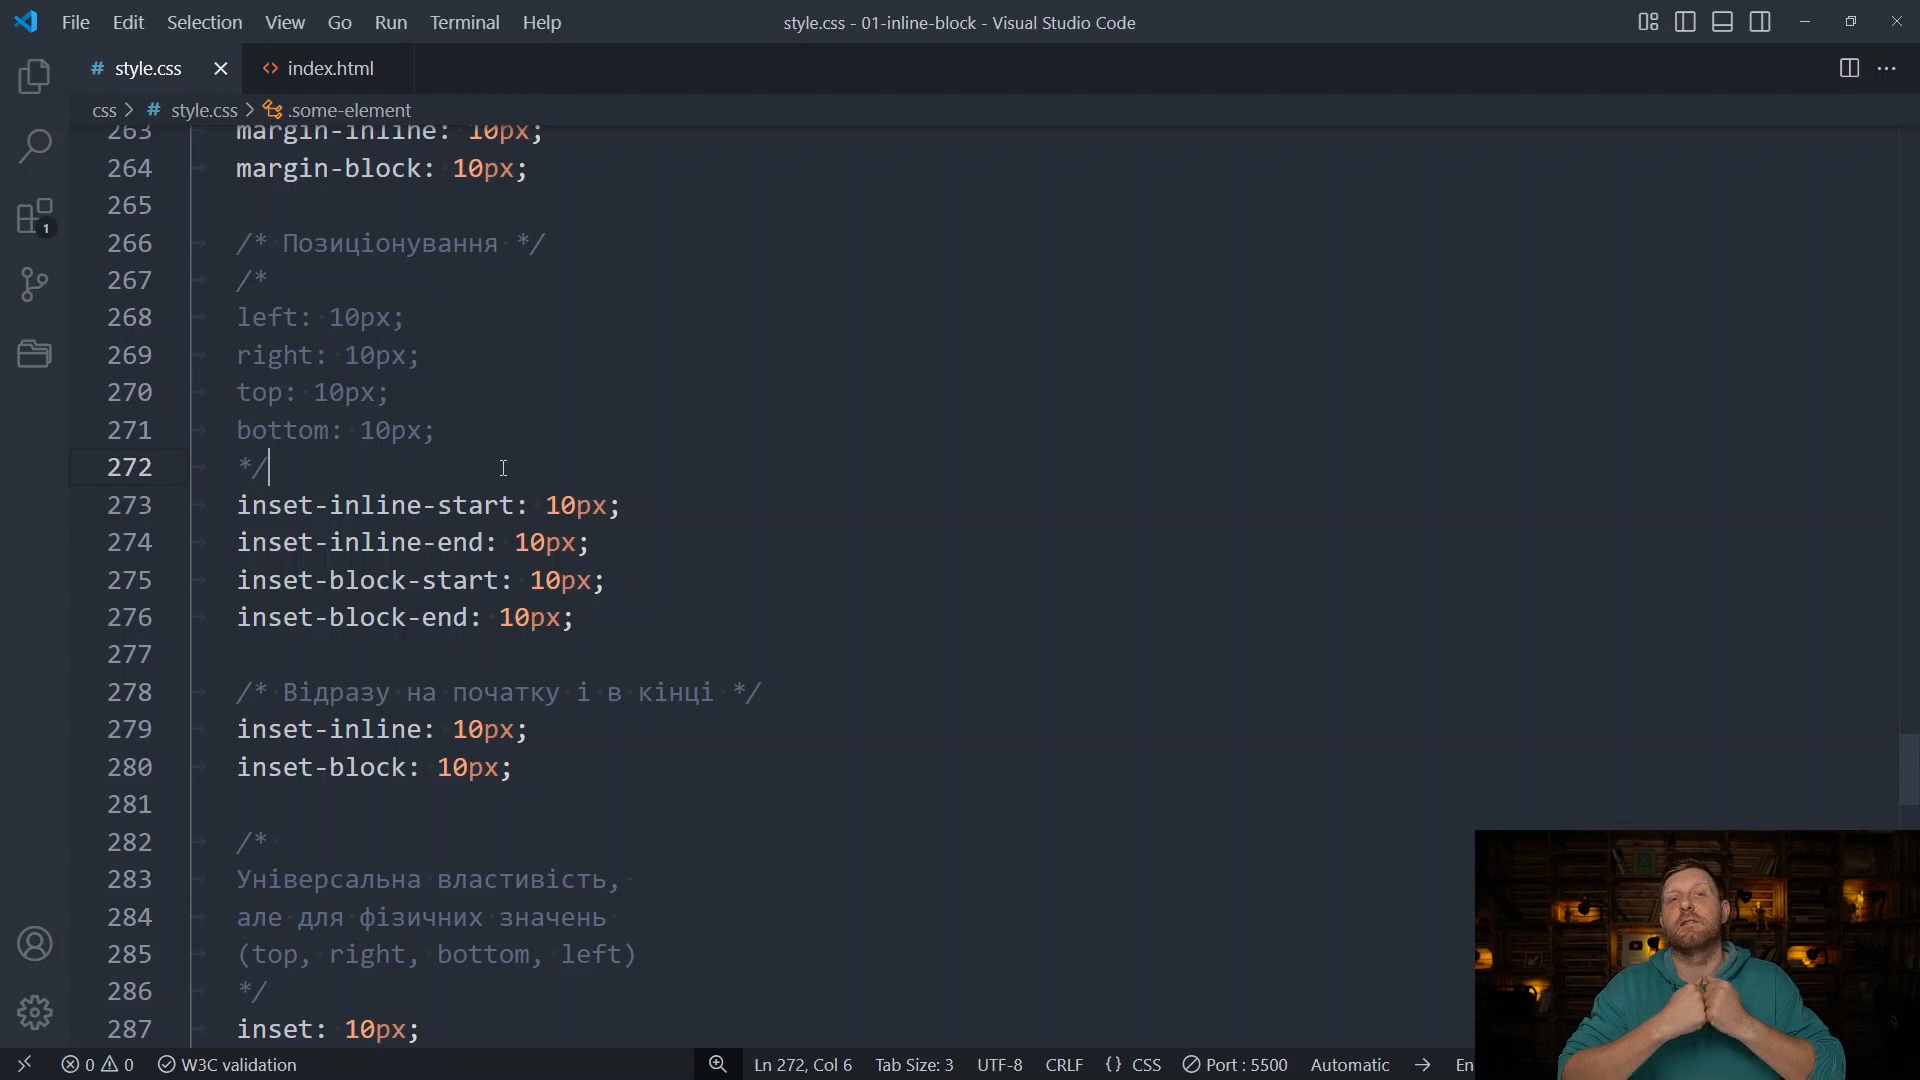 File Edit Selection View Go Run Terminal Help
style.css - 01-inline-block - Visual Studio Code
# style.css
<> index.html
css > # style.css > .some-element
263 margin-inline: 10px;
264 margin-block: 10px;
265
266 /* Позиціонування */
267 /*
268 left: 10px;
269 right: 10px;
270 top: 10px;
271 bottom: 10px;
272 */
273 inset-inline-start: 10px;
274 inset-inline-end: 10px;
275 inset-block-start: 10px;
276 inset-block-end: 10px;
277
278 /* Відразу на початку і в кінці */
279 inset-inline: 10px;
280 inset-block: 10px;
281
282 /*
283 Універсальна властивість,
284 але для фізичних значень
285 (top, right, bottom, left)
286 */
287 inset: 10px;
1
0 0 W3C validation
Ln 272, Col 6 Tab Size: 3 UTF-8 CRLF {} CSS Port : 5500 Automatic → En